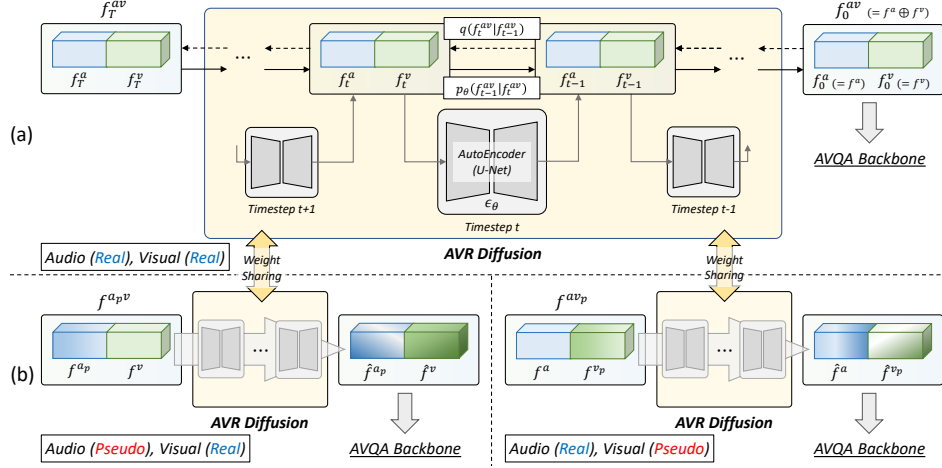 f_T^{av}
f_0^{av} (= f^a ⊕ f^v)
q(f_t^{av}|f_{t-1}^{av})
... ...
f_T^a f_T^v
f_t^a f_t^v
f_{t-1}^a f_{t-1}^v
f_0^a (= f^a) f_0^v (= f^v)
p_θ(f_{t-1}^{av}|f_t^{av})
(a)
AutoEncoder
(U-Net)
ϵ_θ
AVQA Backbone
Timestep t+1
Timestep t
Timestep t-1
AVR Diffusion
Audio (Real), Visual (Real)
Weight
Sharing
Weight
Sharing
(b)
f^{a_p v}
...
f^{a_p} f^v
f̂^{a_p} f̂^v
AVR Diffusion
Audio (Pseudo), Visual (Real)
AVQA Backbone
f^{av_p}
...
f^a f^{v_p}
f̂^a f̂^{v_p}
AVR Diffusion
Audio (Real), Visual (Pseudo)
AVQA Backbone